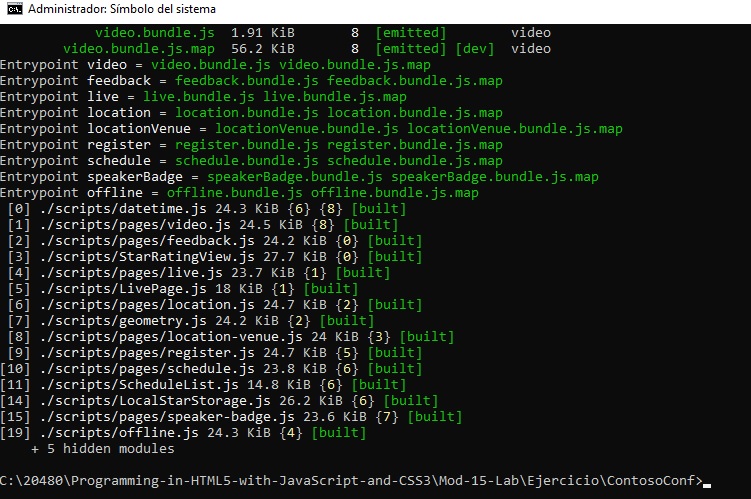 Administrador: Símbolo del sistema
video.bundle.js 1.91 KiB 8 [emitted] video
video.bundle.js.map 56.2 KiB 8 [emitted] [dev] video
Entrypoint video = video.bundle.js video.bundle.js.map
Entrypoint feedback = feedback.bundle.js feedback.bundle.js.map
Entrypoint live = live.bundle.js live.bundle.js.map
Entrypoint location = location.bundle.js location.bundle.js.map
Entrypoint locationVenue = locationVenue.bundle.js locationVenue.bundle.js.map
Entrypoint register = register.bundle.js register.bundle.js.map
Entrypoint schedule = schedule.bundle.js schedule.bundle.js.map
Entrypoint speakerBadge = speakerBadge.bundle.js speakerBadge.bundle.js.map
Entrypoint offline = offline.bundle.js offline.bundle.js.map
[0] ./scripts/datetime.js 24.3 KiB {6} {8} [built]
[1] ./scripts/pages/video.js 24.5 KiB {8} [built]
[2] ./scripts/pages/feedback.js 24.2 KiB {0} [built]
[3] ./scripts/StarRatingView.js 27.7 KiB {0} [built]
[4] ./scripts/pages/live.js 23.7 KiB {1} [built]
[5] ./scripts/LivePage.js 18 KiB {1} [built]
[6] ./scripts/pages/location.js 24.7 KiB {2} [built]
[7] ./scripts/geometry.js 24.2 KiB {2} [built]
[8] ./scripts/pages/location-venue.js 24 KiB {3} [built]
[9] ./scripts/pages/register.js 24.7 KiB {5} [built]
[10] ./scripts/pages/schedule.js 23.8 KiB {6} [built]
[11] ./scripts/ScheduleList.js 14.8 KiB {6} [built]
[14] ./scripts/LocalStarStorage.js 26.2 KiB {6} [built]
[15] ./scripts/pages/speaker-badge.js 23.6 KiB {7} [built]
[19] ./scripts/offline.js 24.3 KiB {4} [built]
+ 5 hidden modules
C:\20480\Programming-in-HTML5-with-JavaScript-and-CSS3\Mod-15-Lab\Ejercicio\ContosoConf>